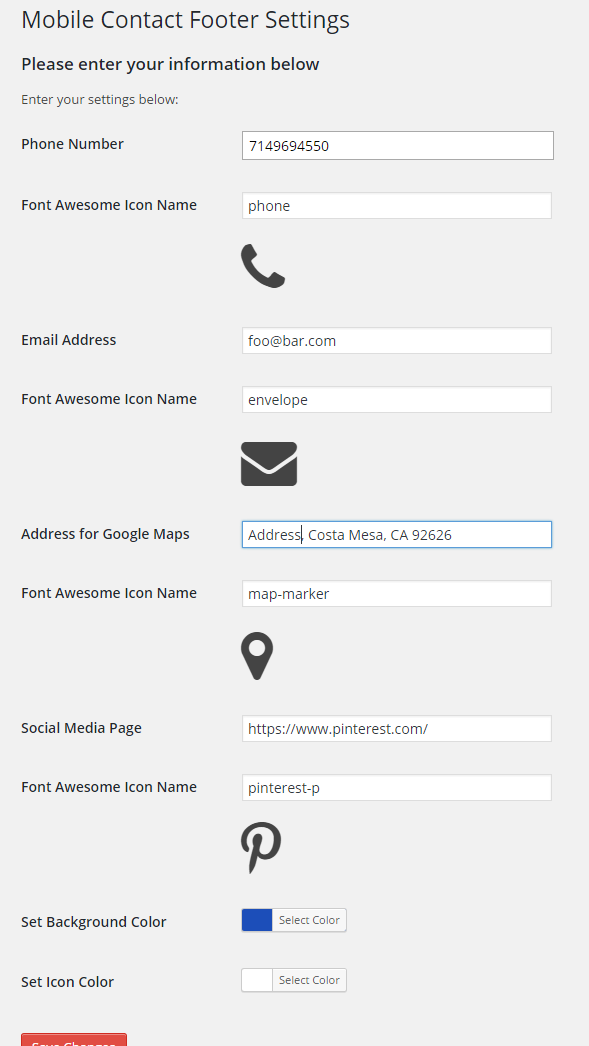 Mobile Contact Footer Settings
Please enter your information below
Enter your settings below:
Phone Number 7149694550
Font Awesome Icon Name phone
Email Address foo@bar.com
Font Awesome Icon Name envelope
Address for Google Maps Address, Costa Mesa, CA 92626
Font Awesome Icon Name map-marker
Social Media Page https://www.pinterest.com/
Font Awesome Icon Name pinterest-p
Set Background Color Select Color
Set Icon Color Select Color
Save Changes